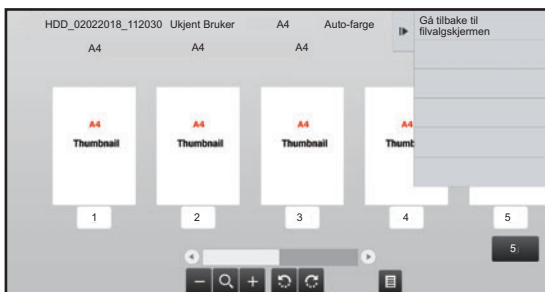 HDD_02022018_112030 Ukjent Bruker A4 Auto-farge
Gå tilbake til
filvalgskjermen
A4 A4 A4
A4 A4 A4 A4
Thumbnail Thumbnail Thumbnail Thumb
1 2 3 4 5
5